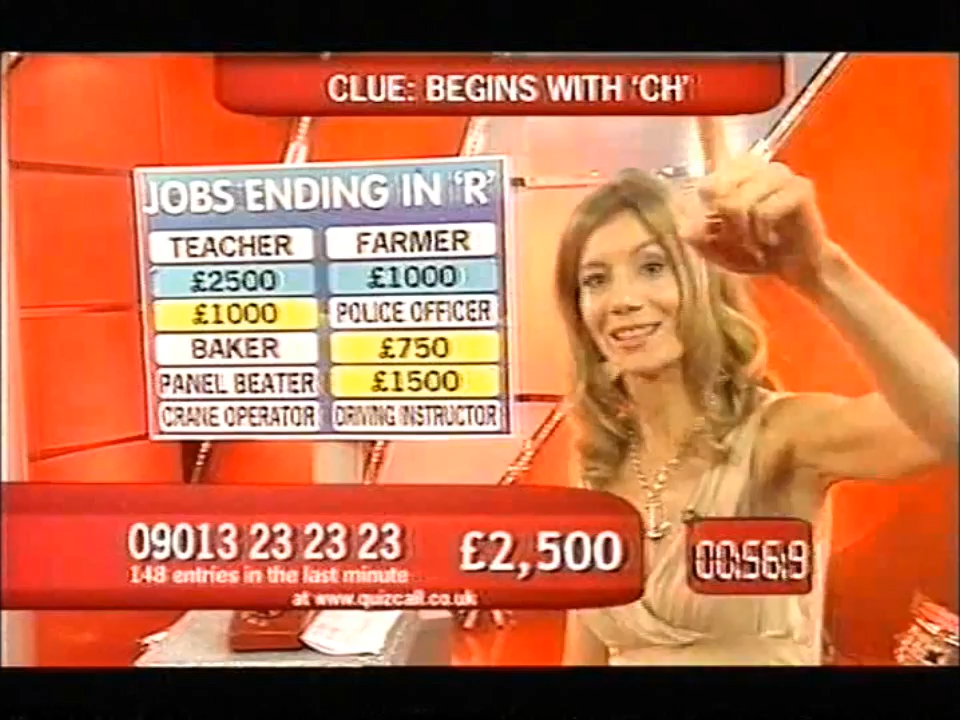 CLUE: BEGINS WITH 'CH'
JOBS ENDING IN 'R'
TEACHER FARMER
£2500 £1000
£1000 POLICE OFFICER
BAKER £750
PANEL BEATER £1500
CRANE OPERATOR DRIVING INSTRUCTOR
09013 23 23 23 £2,500 00:56:9
148 entries in the last minute
at www.quizcall.co.uk